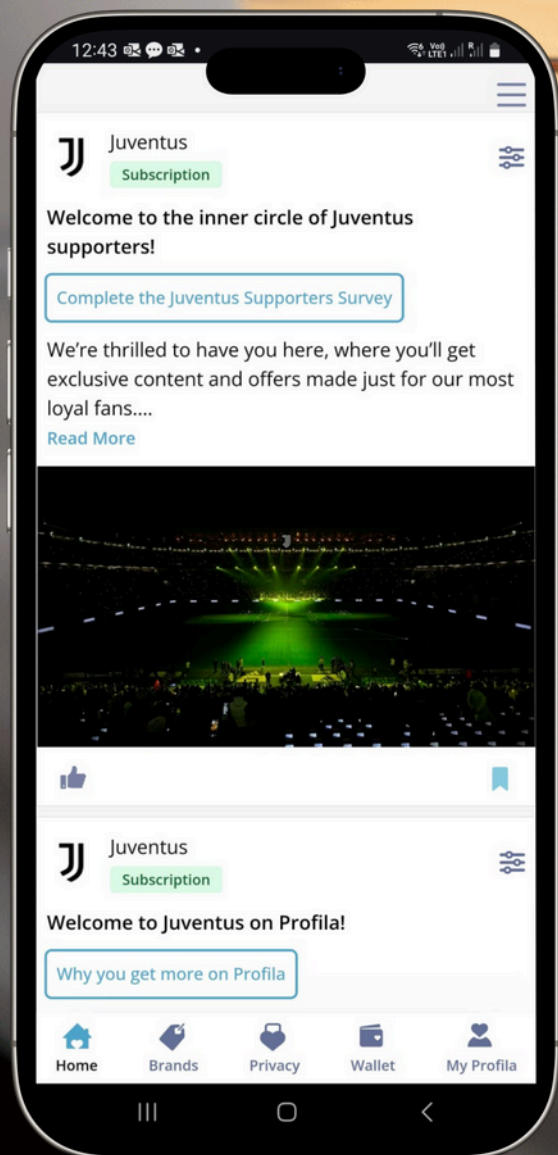 12:43
Vo)) LTE1 R
Juventus
Subscription
Welcome to the inner circle of Juventus
supporters!
Complete the Juventus Supporters Survey
We’re thrilled to have you here, where you’ll get
exclusive content and offers made just for our most
loyal fans....
Read More
Juventus
Subscription
Welcome to Juventus on Profila!
Why you get more on Profila
Home Brands Privacy Wallet My Profila